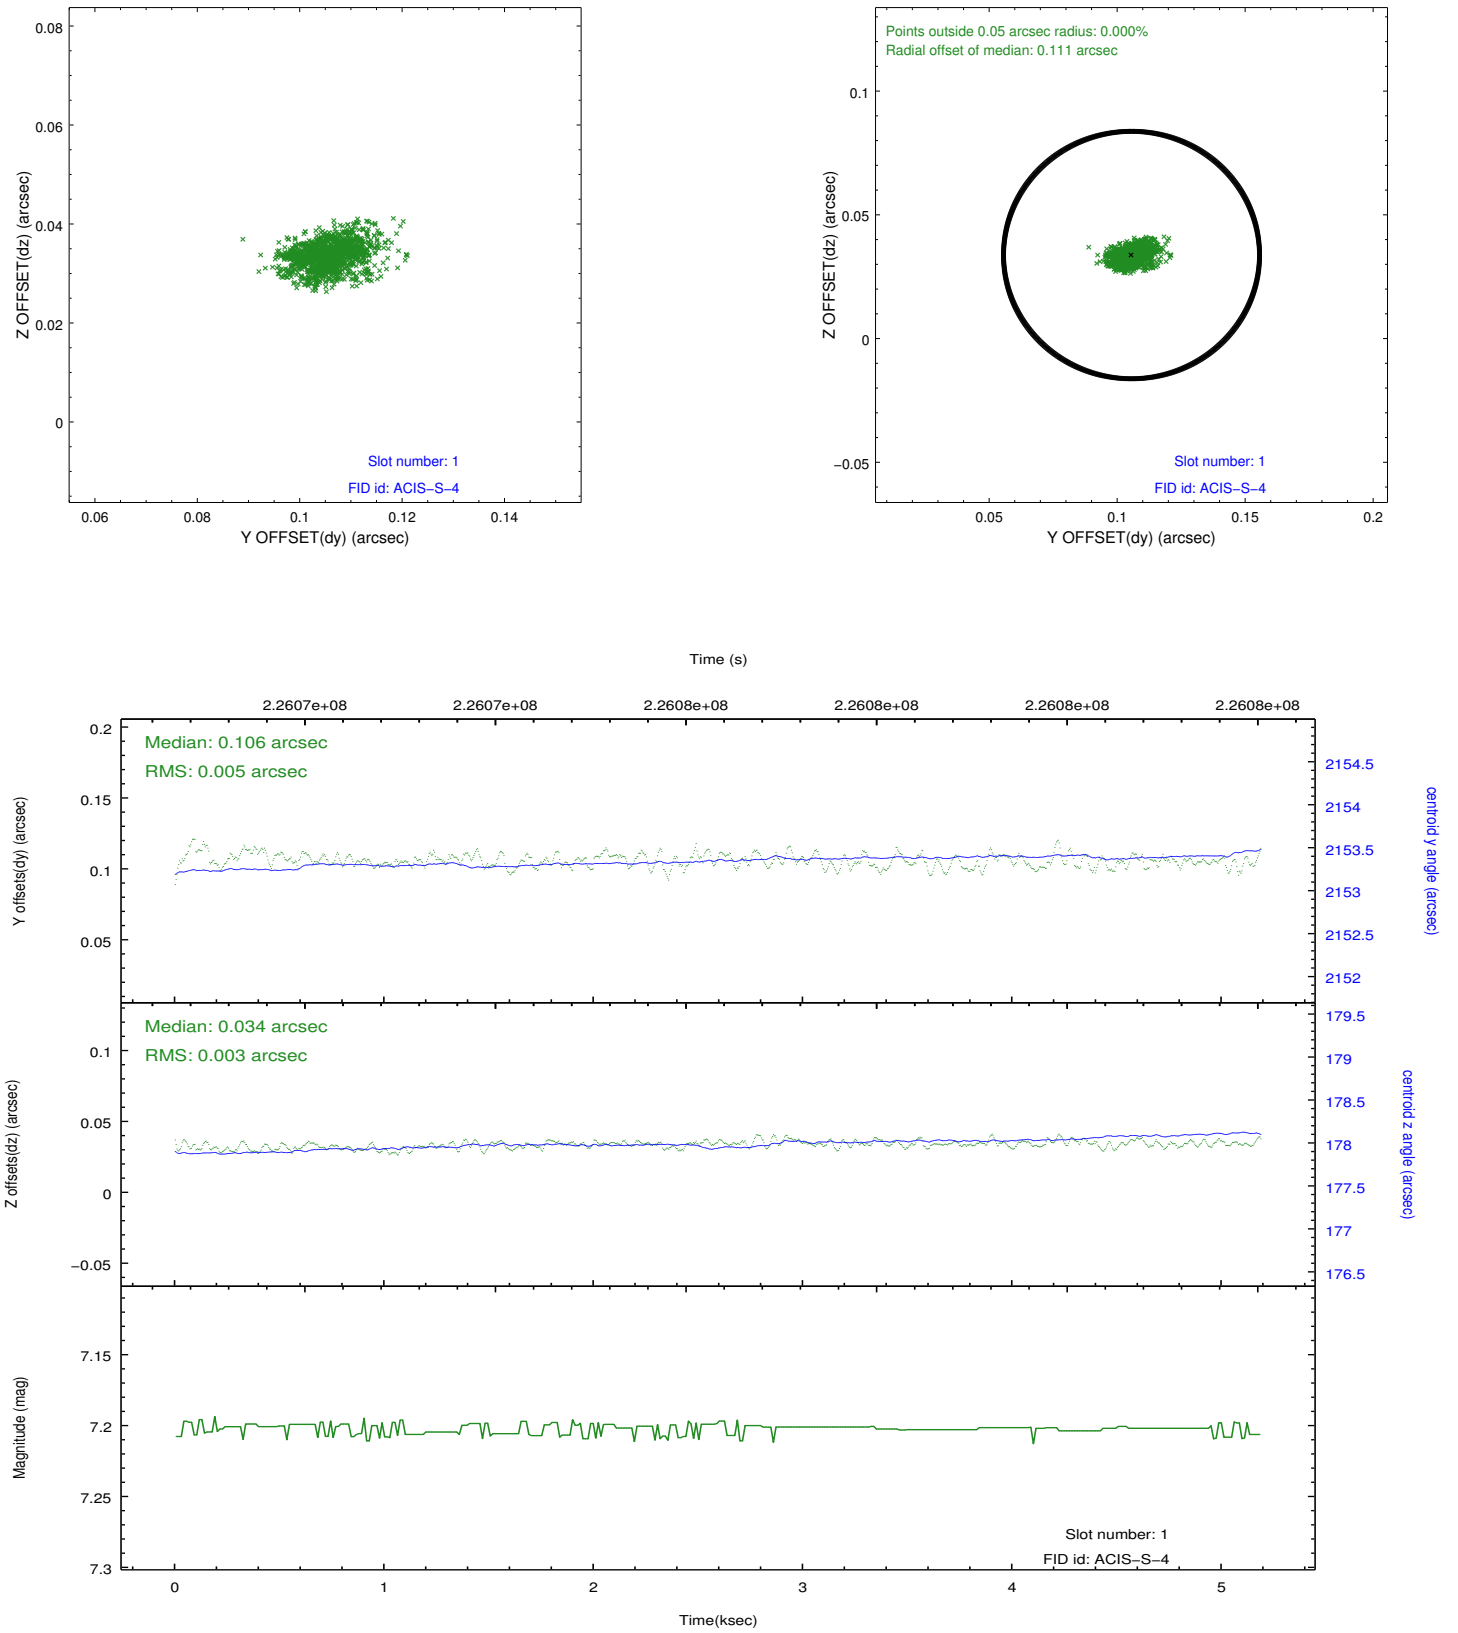 0.08
0.06
0.04
0.02
0
Z OFFSET(dz) (arcsec)
Slot number: 1
FID id: ACIS−S−4
0.06 0.08 0.1 0.12 0.14
Y OFFSET(dy) (arcsec)
Points outside 0.05 arcsec radius: 0.000%
Radial offset of median: 0.111 arcsec
0.1
0.05
0
−0.05
Z OFFSET(dz) (arcsec)
Slot number: 1
FID id: ACIS−S−4
0.05 0.1 0.15 0.2
Y OFFSET(dy) (arcsec)
Time (s)
2.2607e+08 2.2607e+08 2.2608e+08 2.2608e+08 2.2608e+08 2.2608e+08
Median: 0.106 arcsec
RMS: 0.005 arcsec
0.2
0.15
0.1
0.05
Y offsets(dy) (arcsec)
2154.5
2154
2153.5
2153
2152.5
2152
centroid y angle (arcsec)
Median: 0.034 arcsec
RMS: 0.003 arcsec
0.1
0.05
0
−0.05
Z offsets(dz) (arcsec)
179.5
179
178.5
178
177.5
177
176.5
centroid z angle (arcsec)
7.15
7.2
7.25
7.3
Magnitude (mag)
Slot number: 1
FID id: ACIS−S−4
0 1 2 3 4 5
Time(ksec)